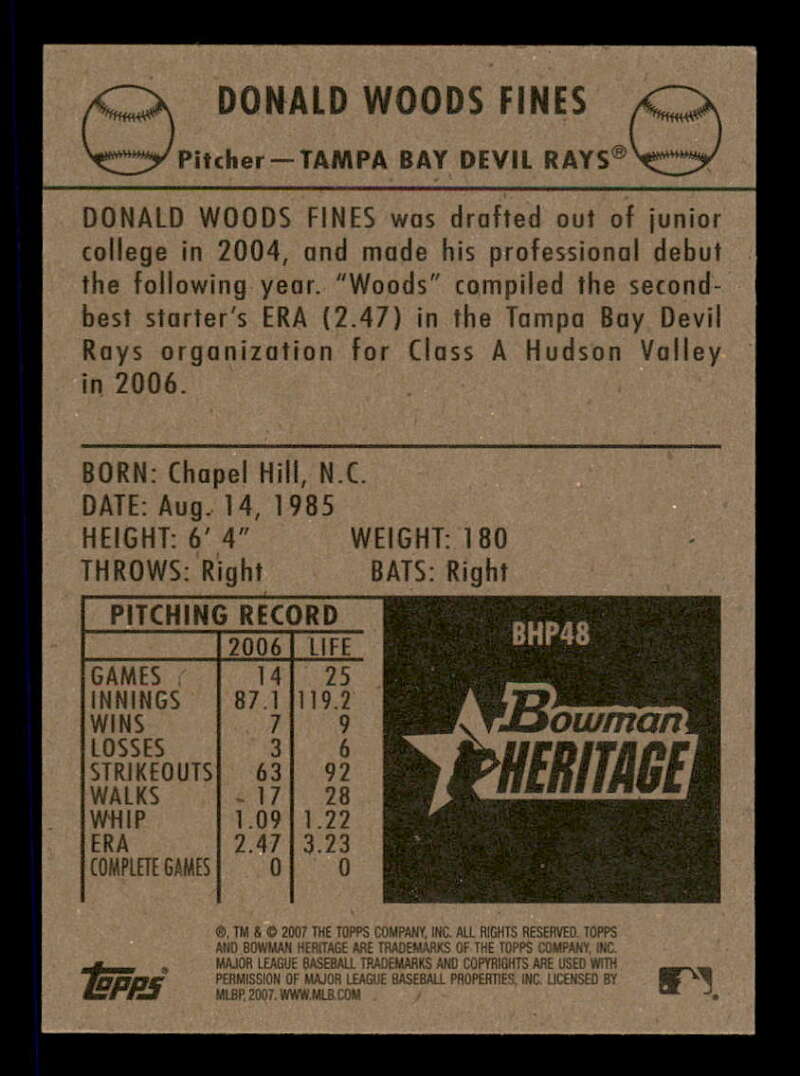 DONALD WOODS FINES
Pitcher—TAMPA BAY DEVIL RAYS®
DONALD WOODS FINES was drafted out of junior
college in 2004, and made his professional debut
the following year. "Woods" compiled the second-
best starter's ERA (2.47) in the Tampa Bay Devil
Rays organization for Class A Hudson Valley
in 2006.
BORN: Chapel Hill, N.C.
DATE: Aug. 14, 1985
HEIGHT: 6' 4" WEIGHT: 180
THROWS: Right BATS: Right
PITCHING RECORD
2006 LIFE
GAMES 14 25
INNINGS 87.1 119.2
WINS 7 9
LOSSES 3 6
STRIKEOUTS 63 92
WALKS 17 28
WHIP 1.09 1.22
ERA 2.47 3.23
COMPLETE GAMES 0 0
BHP48
Bowman
HERITAGE
®, TM & © 2007 THE TOPPS COMPANY, INC. ALL RIGHTS RESERVED. TOPPS
AND BOWMAN HERITAGE ARE TRADEMARKS OF THE TOPPS COMPANY, INC.
MAJOR LEAGUE BASEBALL TRADEMARKS AND COPYRIGHTS ARE USED WITH
PERMISSION OF MAJOR LEAGUE BASEBALL PROPERTIES, INC. LICENSED BY
MLBP, 2007. WWW.MLB.COM
Topps®